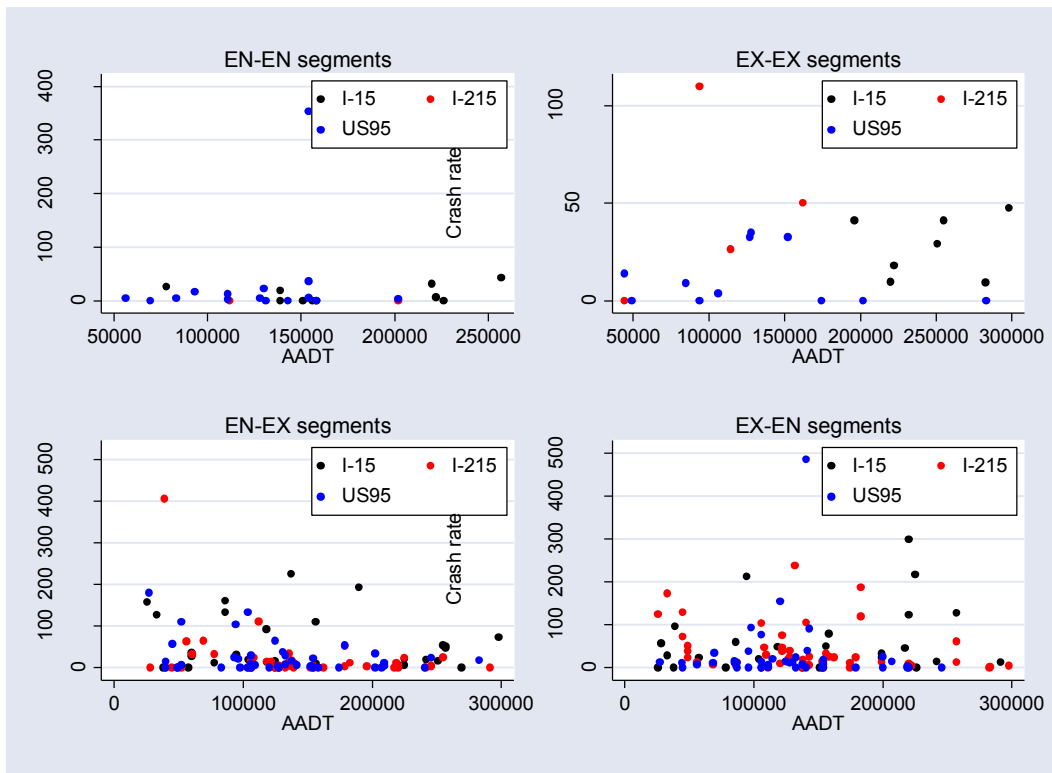 EN-EN segments
400
300
200
100
0
I-15 I-215
US95
Crash rate
50000 100000 150000 200000 250000
AADT
EX-EX segments
100
50
0
I-15 I-215
US95
50000 100000 150000 200000 250000 300000
AADT
EN-EX segments
500
400
300
200
100
0
I-15 I-215
US95
Crash rate
0 100000 200000 300000
AADT
EX-EN segments
500
400
300
200
100
0
I-15 I-215
US95
0 100000 200000 300000
AADT